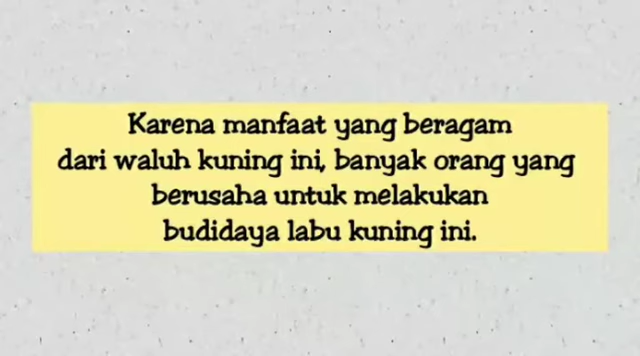 Karena manfaat yang beragam
dari waluh kuning ini, banyak orang yang
berusaha untuk melakukan
budidaya labu kuning ini.